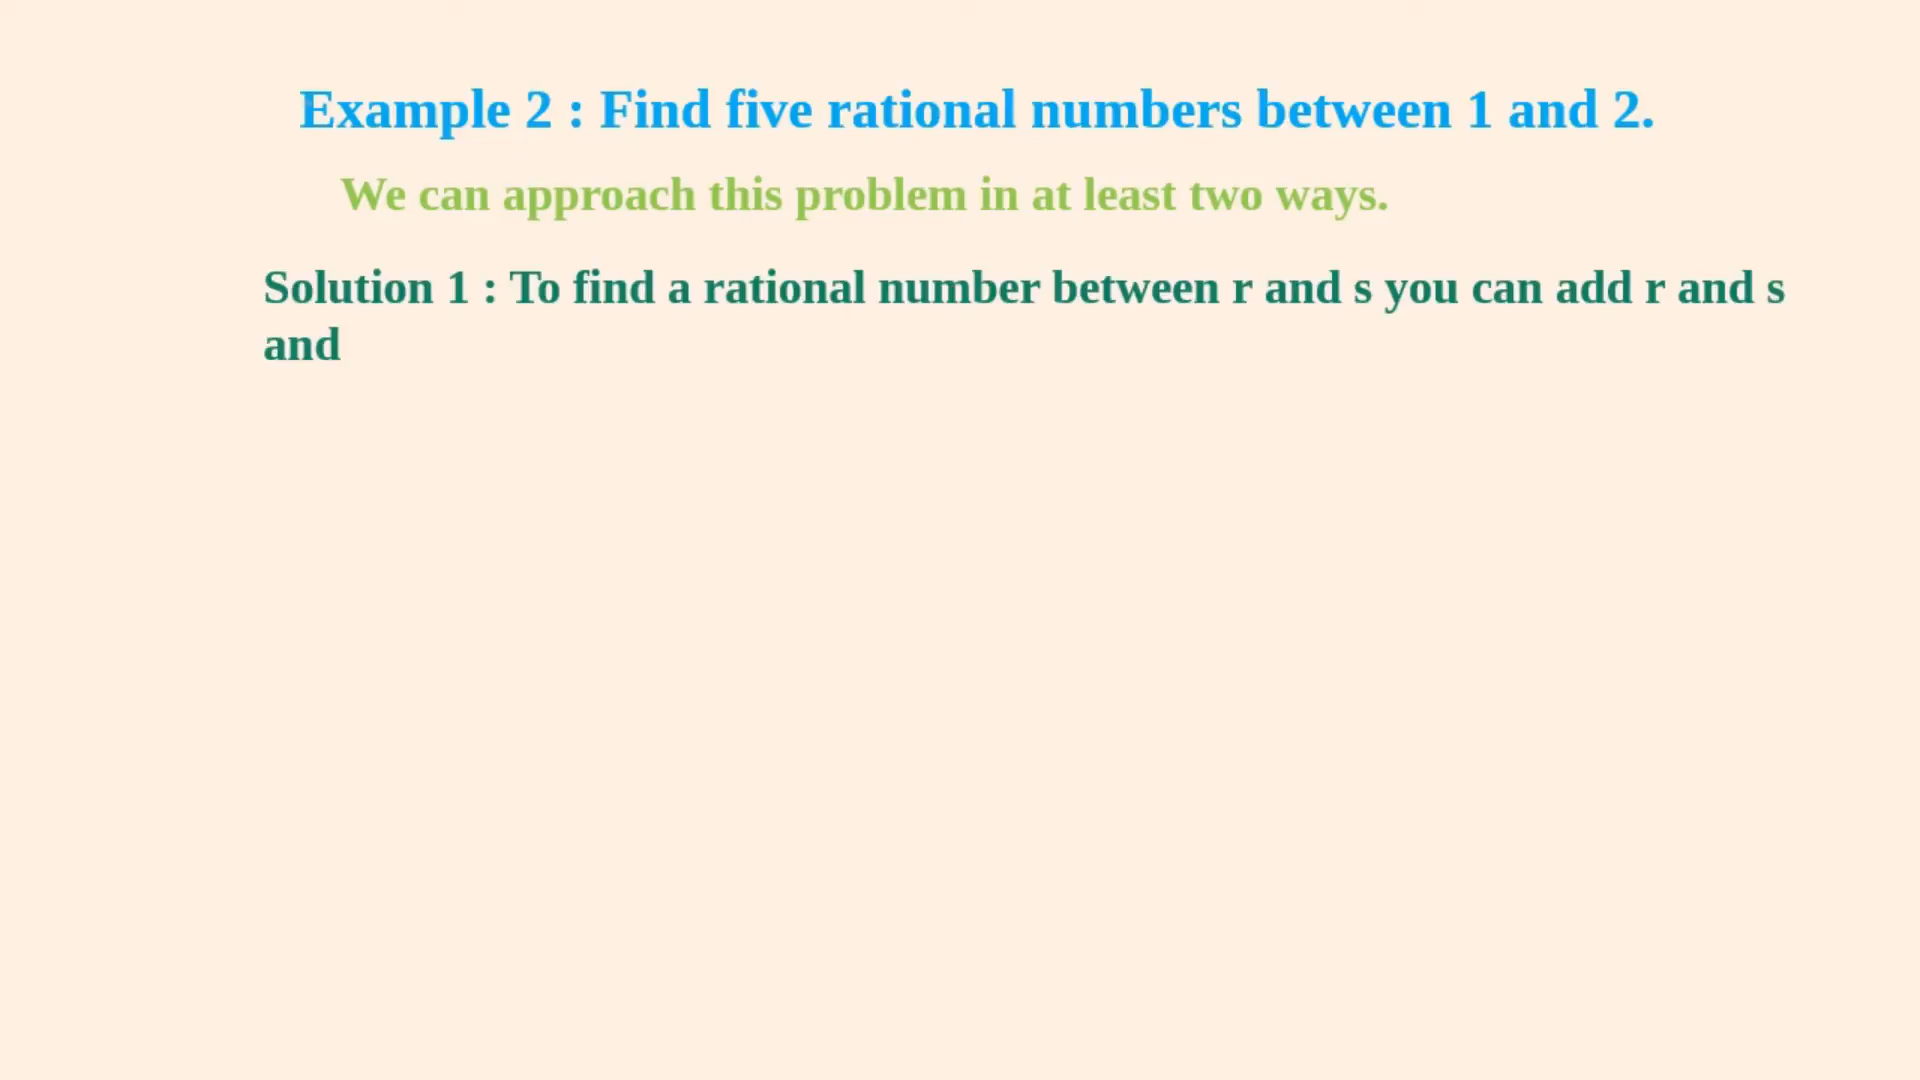 Example 2 : Find five rational numbers between 1 and 2.
We can approach this problem in at least two ways.
Solution 1 : To find a rational number between r and s you can add r and s
and